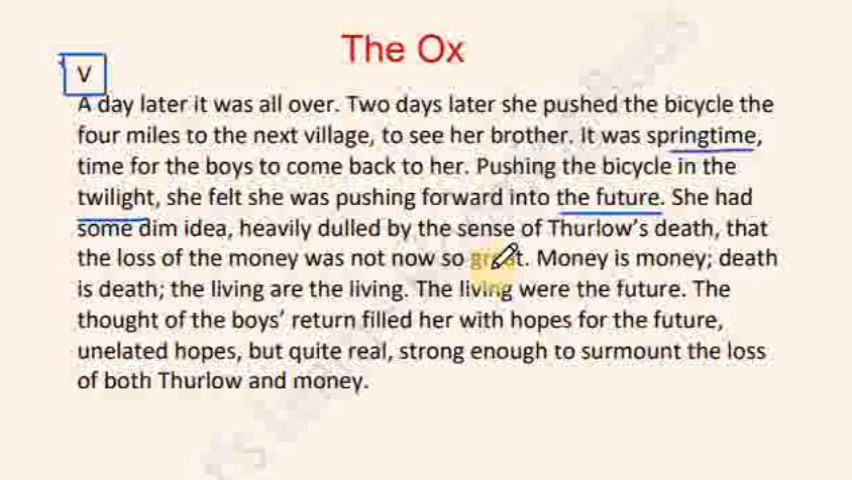 The Ox
V
A day later it was all over. Two days later she pushed the bicycle the
four miles to the next village, to see her brother. It was springtime,
time for the boys to come back to her. Pushing the bicycle in the
twilight, she felt she was pushing forward into the future. She had
some dim idea, heavily dulled by the sense of Thurlow's death, that
the loss of the money was not now so great. Money is money; death
is death; the living are the living. The living were the future. The
thought of the boys' return filled her with hopes for the future,
unelated hopes, but quite real, strong enough to surmount the loss
of both Thurlow and money.